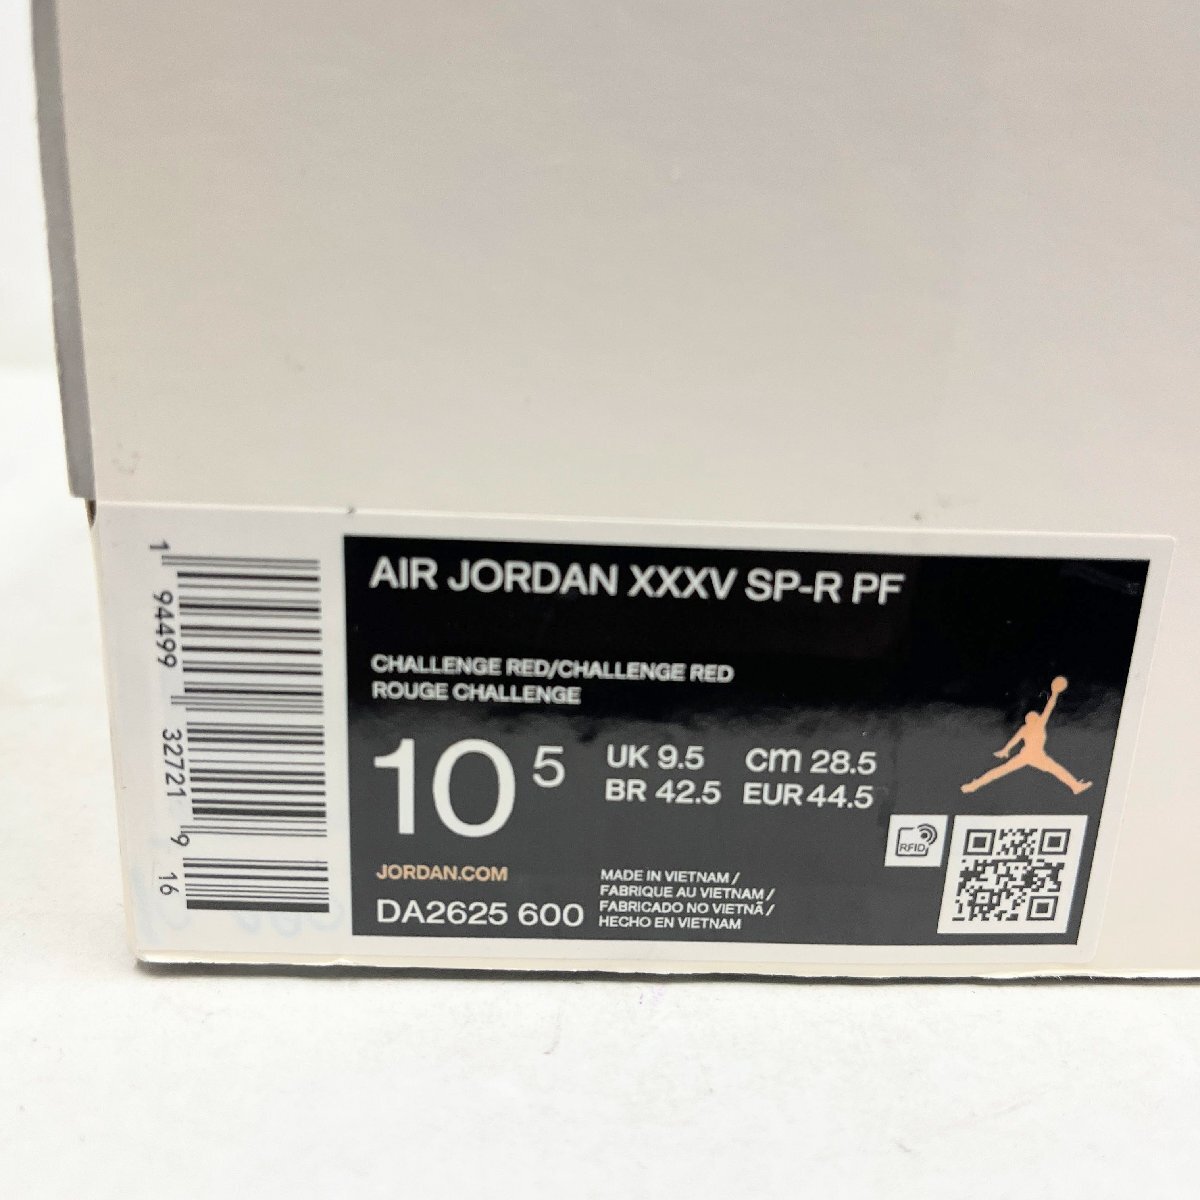 AIR JORDAN XXXV SP-R PF
CHALLENGE RED/CHALLENGE RED
ROUGE CHALLENGE
10 5
UK 9.5 cm 28.5
BR 42.5 EUR 44.5
JORDAN.COM
DA2625 600
MADE IN VIETNAM /
FABRIQUE AU VIETNAM /
FABRICADO NO VIETNÃ /
HECHO EN VIETNAM
RFID
1 94499 32721 9 16